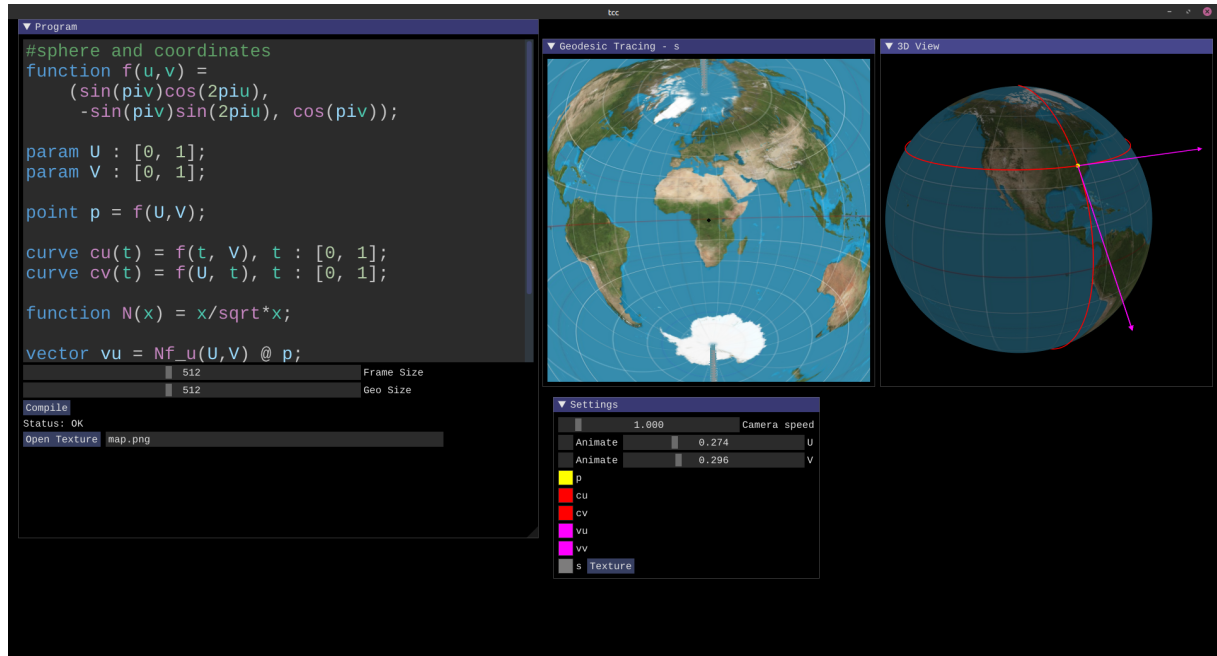 tcc
Program
#sphere and coordinates
function f(u,v) =
(sin(piv)cos(2piu),
-sin(piv)sin(2piu), cos(piv));
param U : [0, 1];
param V : [0, 1];
point p = f(U,V);
curve cu(t) = f(t, V), t : [0, 1];
curve cv(t) = f(U, t), t : [0, 1];
function N(x) = x/sqrt*x;
vector vu = Nf_u(U,V) @ p;
512 Frame Size
512 Geo Size
Compile
Status: OK
Open Texture map.png
Geodesic Tracing - s
3D View
Settings
1.000 Camera speed
Animate 0.274 U
Animate 0.296 V
p
cu
cv
vu
vv
s Texture